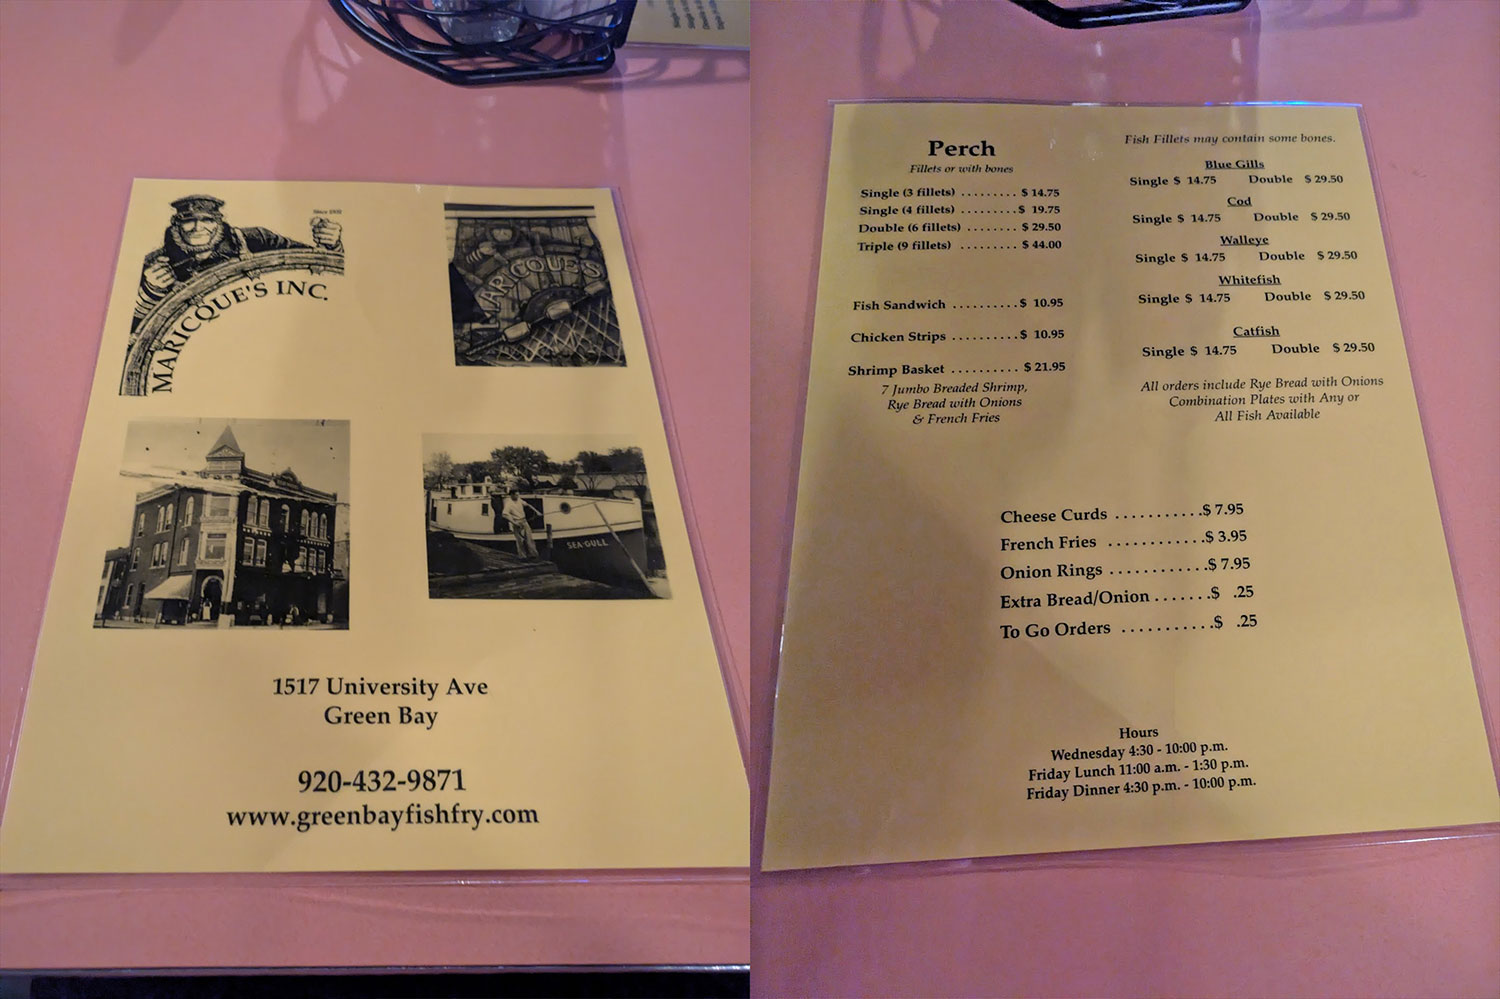 Since 1932
MARICQUE'S INC.
MARICQUE'S
SEA-GULL
1517 University Ave
Green Bay
920-432-9871
www.greenbayfishfry.com
Perch
Fillets or with bones
Single (3 fillets) ......... $ 14.75
Single (4 fillets) .........$ 19.75
Double (6 fillets) ........ $ 29.50
Triple (9 fillets) ......... $ 44.00
Fish Sandwich ..........$ 10.95
Chicken Strips ..........$ 10.95
Shrimp Basket .......... $ 21.95
7 Jumbo Breaded Shrimp,
Rye Bread with Onions
& French Fries
Fish Fillets may contain some bones.
Blue Gills
Single $ 14.75 Double $ 29.50
Cod
Single $ 14.75 Double $ 29.50
Walleye
Single $ 14.75 Double $ 29.50
Whitefish
Single $ 14.75 Double $ 29.50
Catfish
Single $ 14.75 Double $ 29.50
All orders include Rye Bread with Onions
Combination Plates with Any or
All Fish Available
Cheese Curds ...........$ 7.95
French Fries ............$ 3.95
Onion Rings ............$ 7.95
Extra Bread/Onion .......$ .25
To Go Orders ...........$ .25
Hours
Wednesday 4:30 - 10:00 p.m.
Friday Lunch 11:00 a.m. - 1:30 p.m.
Friday Dinner 4:30 p.m. - 10:00 p.m.